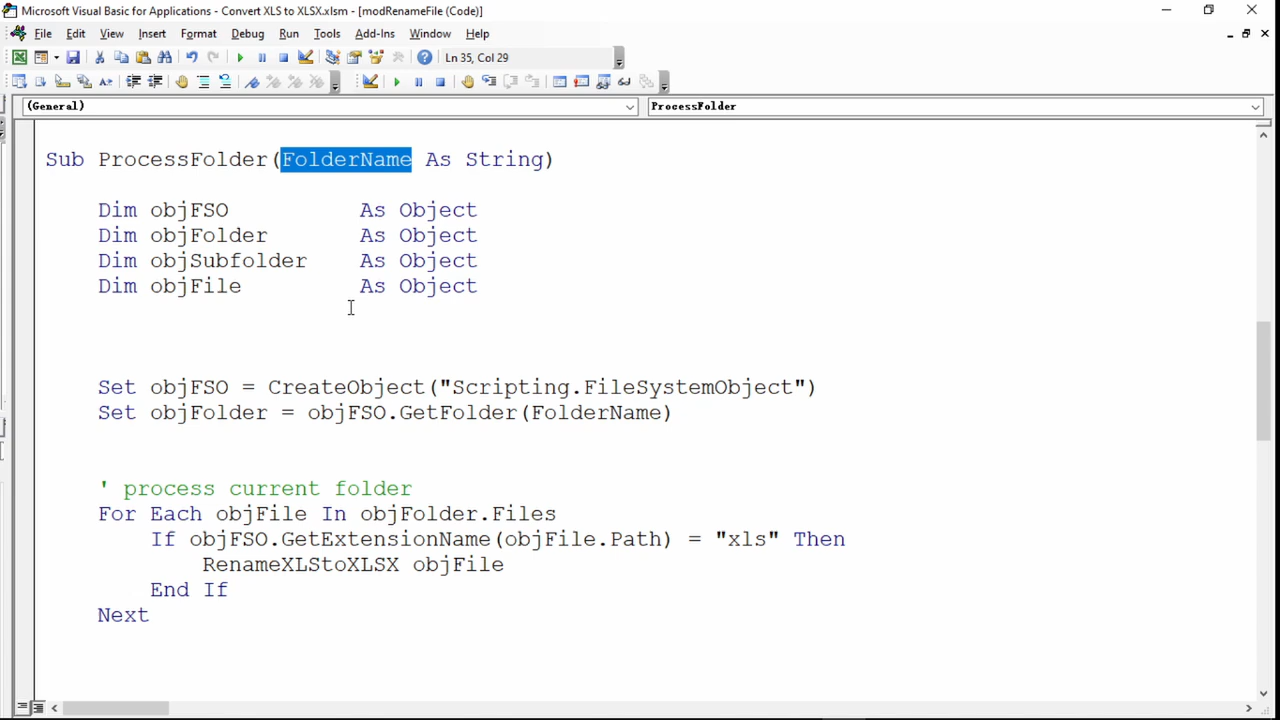 Microsoft Visual Basic for Applications - Convert XLS to XLSX.xlsm - [modRenameFile (Code)]
File Edit View Insert Format Debug Run Tools Add-Ins Window Help
Ln 35, Col 29
(General) ProcessFolder
Sub ProcessFolder(FolderName As String)
Dim objFSO As Object
Dim objFolder As Object
Dim objSubfolder As Object
Dim objFile As Object
Set objFSO = CreateObject("Scripting.FileSystemObject")
Set objFolder = objFSO.GetFolder(FolderName)
' process current folder
For Each objFile In objFolder.Files
If objFSO.GetExtensionName(objFile.Path) = "xls" Then
RenameXLStoXLSX objFile
End If
Next